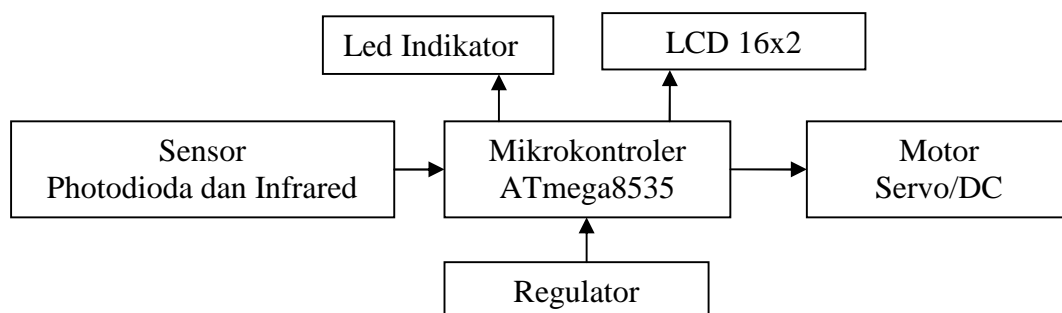 Led Indikator
LCD 16x2
Sensor
Photodioda dan Infrared
Mikrokontroler
ATmega8535
Motor
Servo/DC
Regulator